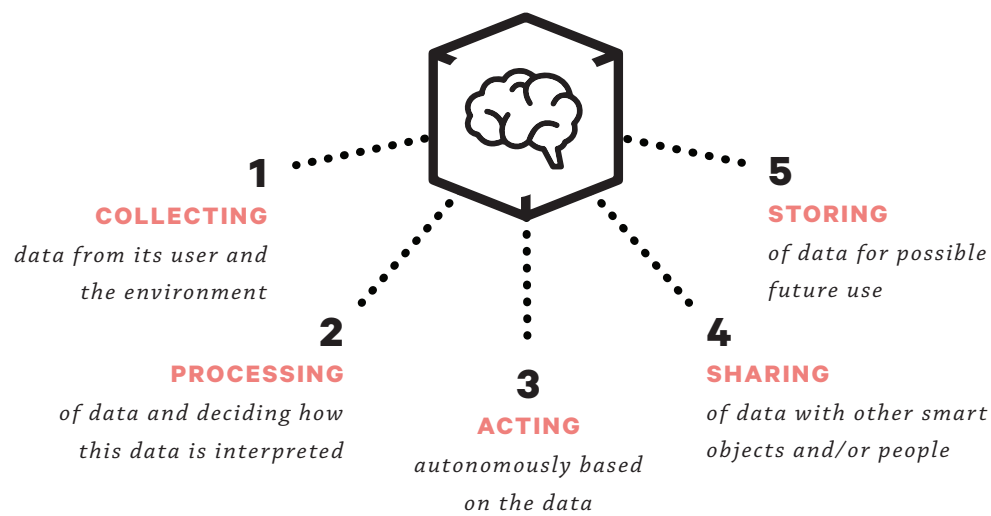 1
COLLECTING
data from its user and
the environment
2
PROCESSING
of data and deciding how
this data is interpreted
3
ACTING
autonomously based
on the data
4
SHARING
of data with other smart
objects and/or people
5
STORING
of data for possible
future use